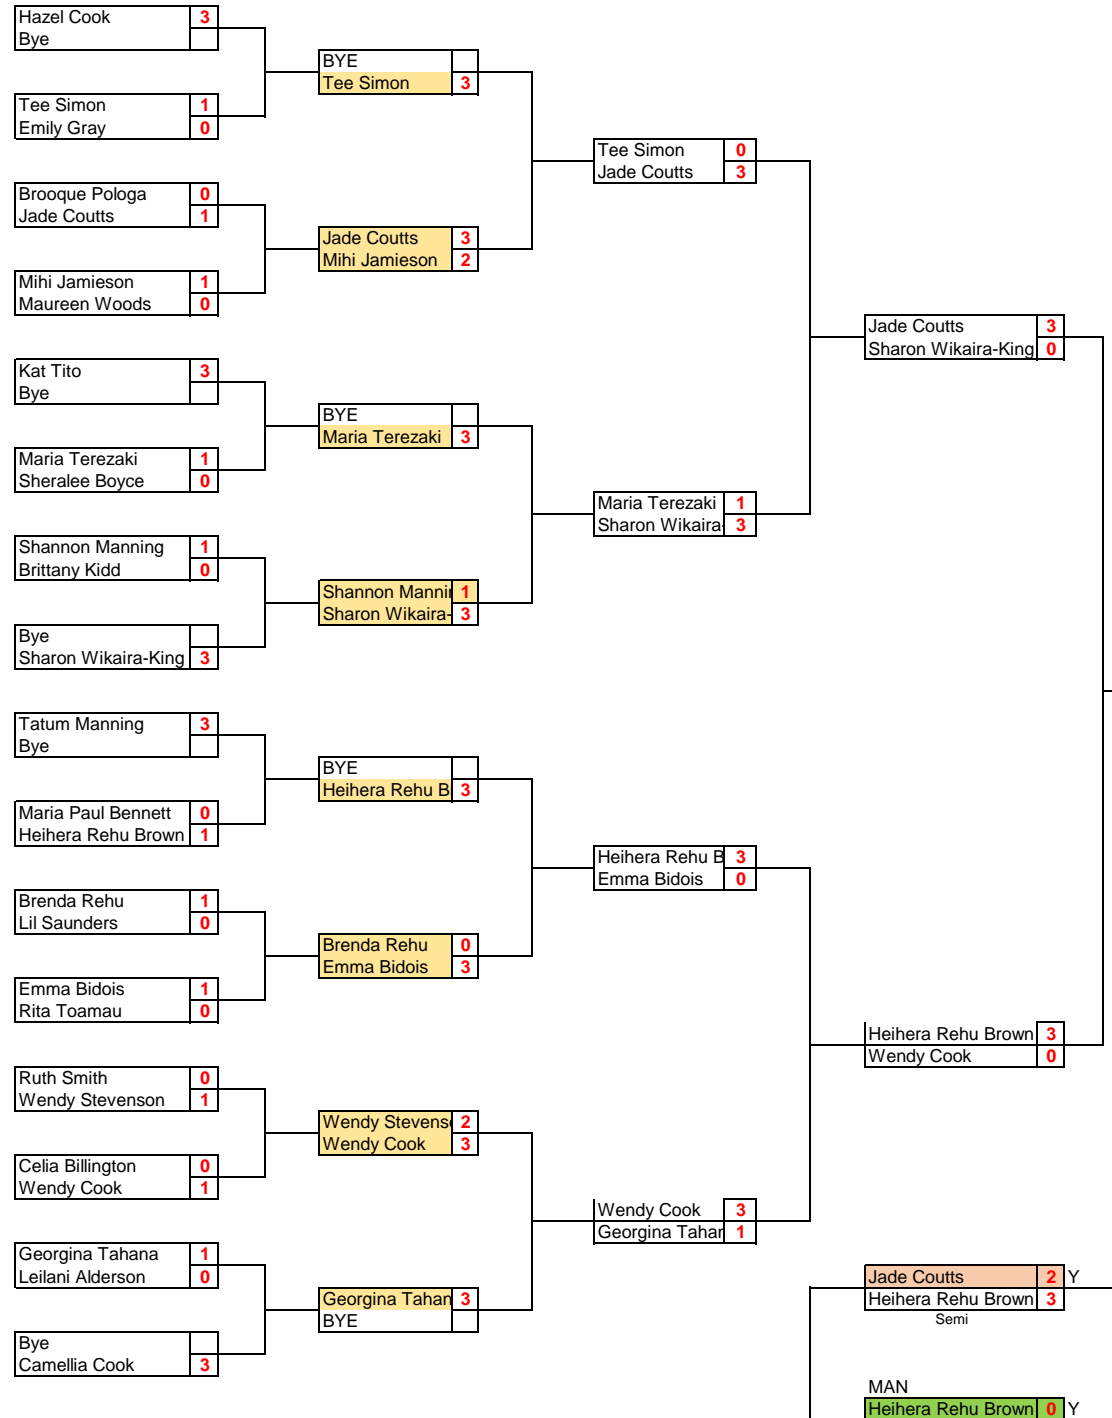 Hazel Cook 3
Bye
Tee Simon 1
Emily Gray 0
Brooque Pologa 0
Jade Coutts 1
Mihi Jamieson 1
Maureen Woods 0
Kat Tito 3
Bye
Maria Terezaki 1
Sheralee Boyce 0
Shannon Manning 1
Brittany Kidd 0
Bye
Sharon Wikaira-King 3
Tatum Manning 3
Bye
Maria Paul Bennett 0
Heihera Rehu Brown 1
Brenda Rehu 1
Lil Saunders 0
Emma Bidois 1
Rita Toamau 0
Ruth Smith 0
Wendy Stevenson 1
Celia Billington 0
Wendy Cook 1
Georgina Tahana 1
Leilani Alderson 0
Bye
Camellia Cook 3
BYE
Tee Simon 3
Jade Coutts 3
Mihi Jamieson 2
BYE
Maria Terezaki 3
Shannon Manni 1
Sharon Wikaira- 3
BYE
Heihera Rehu B 3
Brenda Rehu 0
Emma Bidois 3
Wendy Stevens 2
Wendy Cook 3
Georgina Tahan 3
BYE
Tee Simon 0
Jade Coutts 3
Maria Terezaki 1
Sharon Wikaira- 3
Heihera Rehu B 3
Emma Bidois 0
Wendy Cook 3
Georgina Tahar 1
Jade Coutts 3
Sharon Wikaira-King 0
Heihera Rehu Brown 3
Wendy Cook 0
Jade Coutts 2 Y
Heihera Rehu Brown 3
Semi
MAN
Heihera Rehu Brown 0 Y